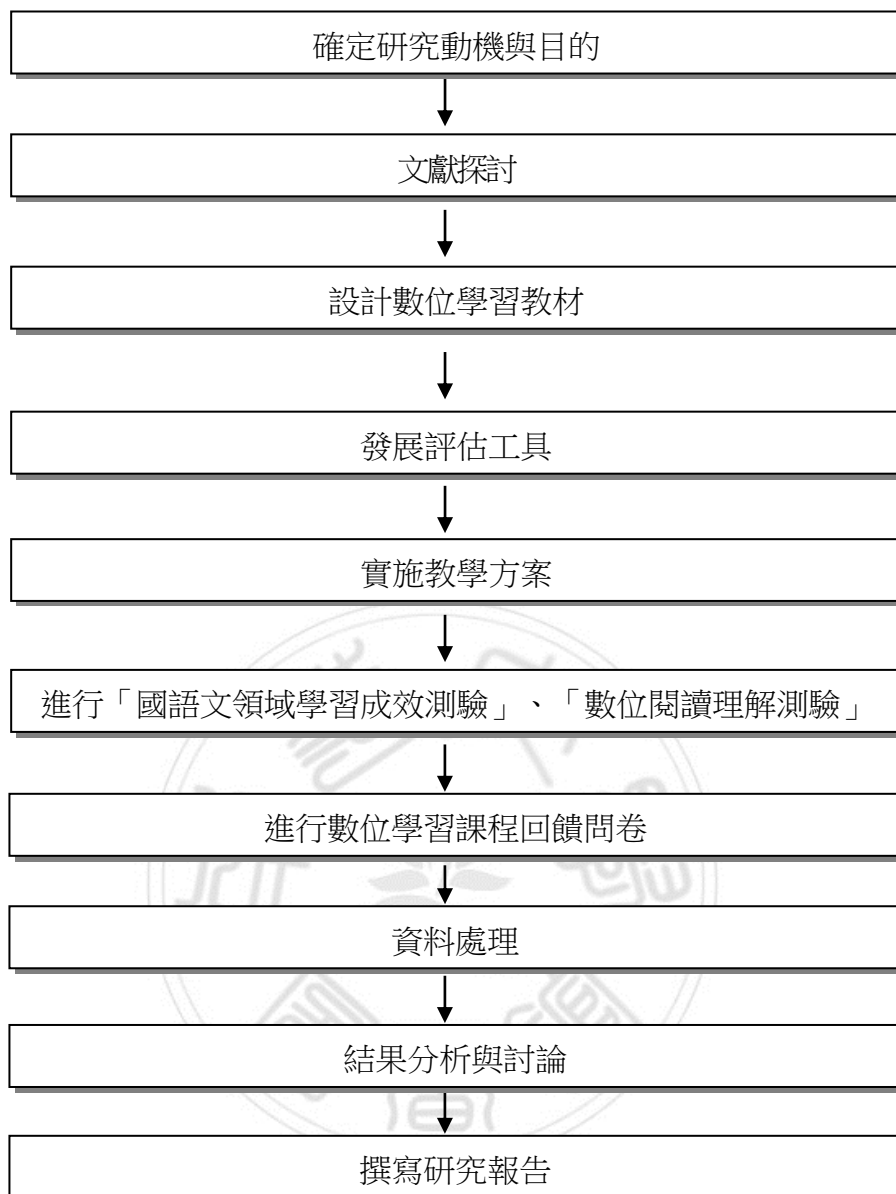 確定研究動機與目的
文獻探討
設計數位學習教材
發展評估工具
實施教學方案
進行「國語文領域學習成效測驗」、「數位閱讀理解測驗」
進行數位學習課程回饋問卷
資料處理
結果分析與討論
撰寫研究報告